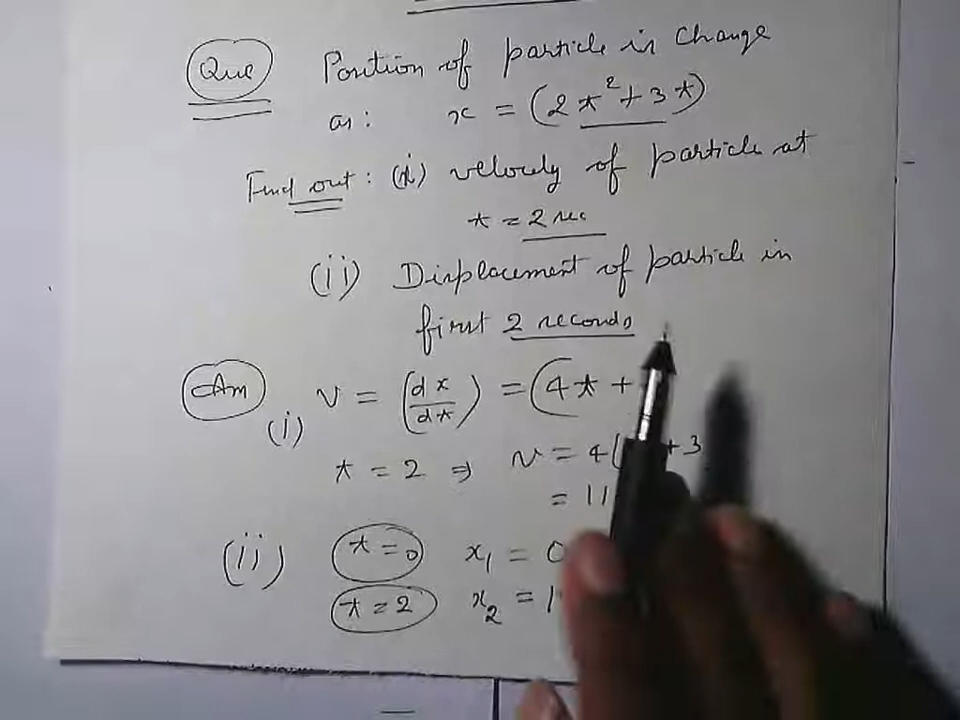 Que Position of particle is change
as: x = (2t² + 3t)
Find out: (i) velocity of particle at
t = 2 sec
(ii) Displacement of particle in
first 2 seconds
Ans (i) v = (dx/dt) = (4t +
t = 2 ⇒ v = 4( +3
= 11
(ii) t = 0 x₁ = 0
t = 2 x₂ = 1